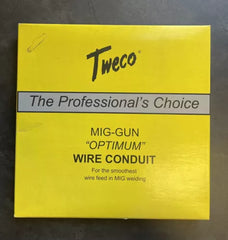 Tweco®
The Professional's Choice
MIG-GUN
"OPTIMUM"
WIRE CONDUIT
For the smoothest
wire feed in MIG welding